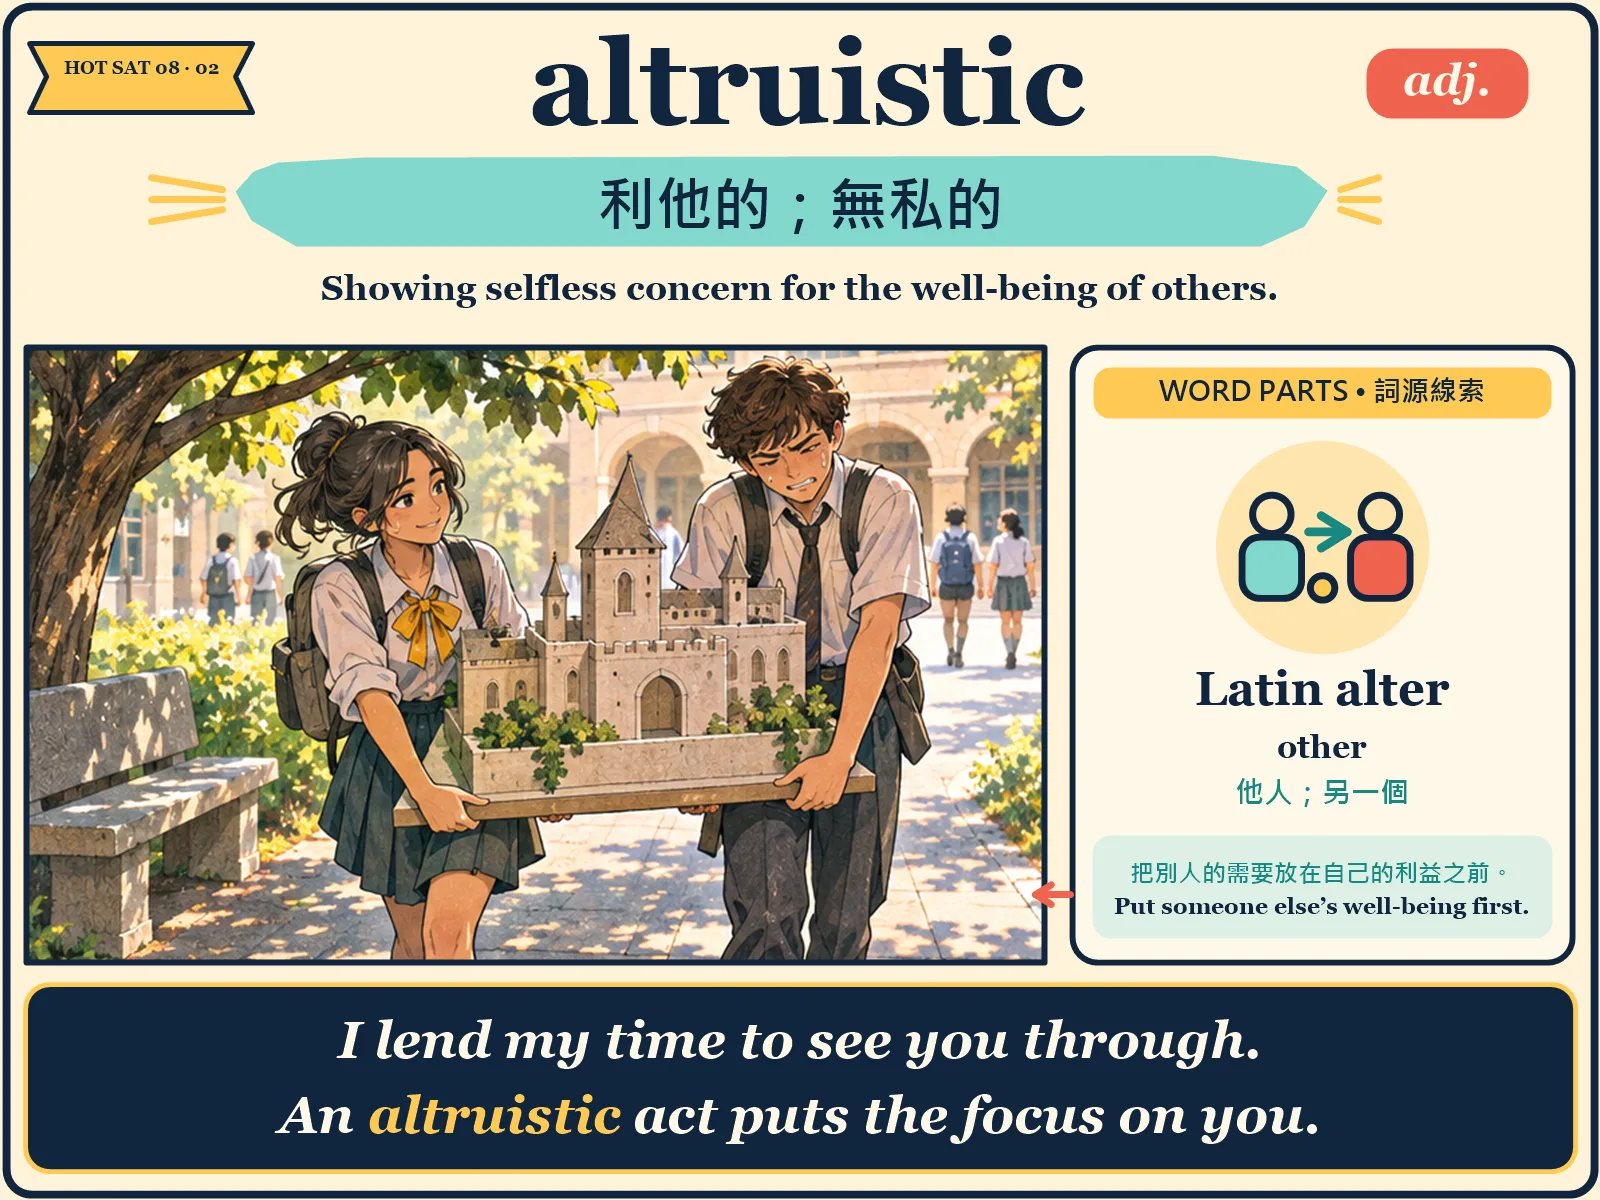 HOT SAT 08 · 02
altruistic
adj.
利他的；無私的
Showing selfless concern for the well-being of others.
WORD PARTS • 詞源線索
Latin alter
other
他人；另一個
把別人的需要放在自己的利益之前。
Put someone else’s well-being first.
I lend my time to see you through.
An altruistic act puts the focus on you.